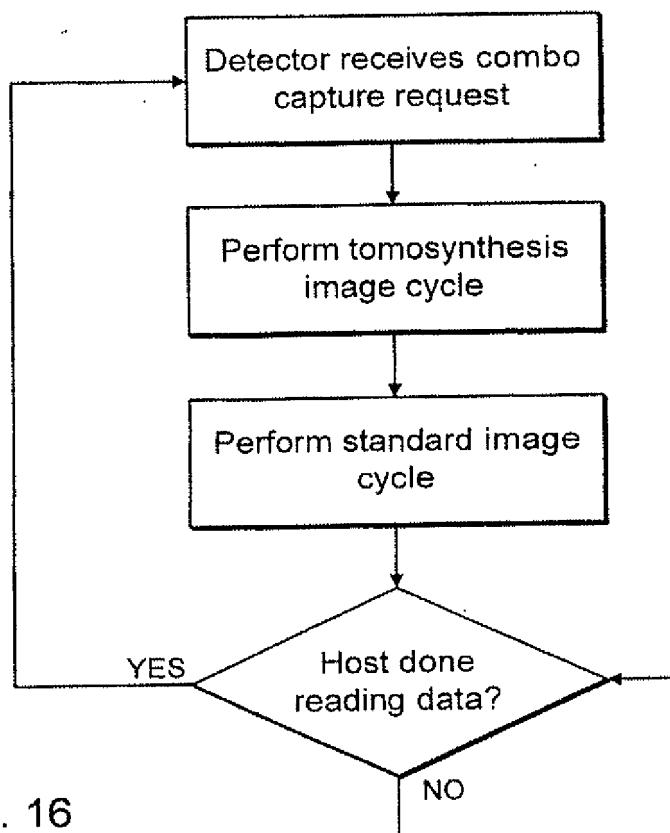 Detector receives combo
capture request
Perform tomosynthesis
image cycle
Perform standard image
cycle
YES
Host done
reading data?
NO
. 16